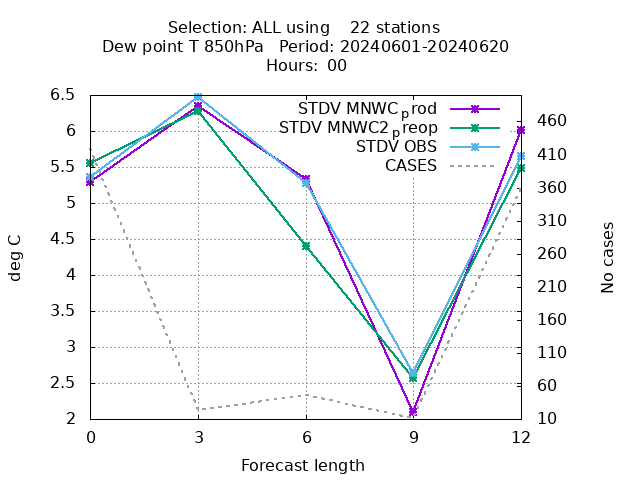 Selection: ALL using    22 stations
Dew point T 850hPa   Period: 20240601-20240620
Hours: 00
STDV MNWC_prod
STDV MNWC2_preop
STDV OBS
CASES
6.5
6
5.5
5
4.5
4
3.5
3
2.5
2
460
410
360
310
260
210
160
110
60
10
deg C
No cases
0 3 6 9 12
Forecast length